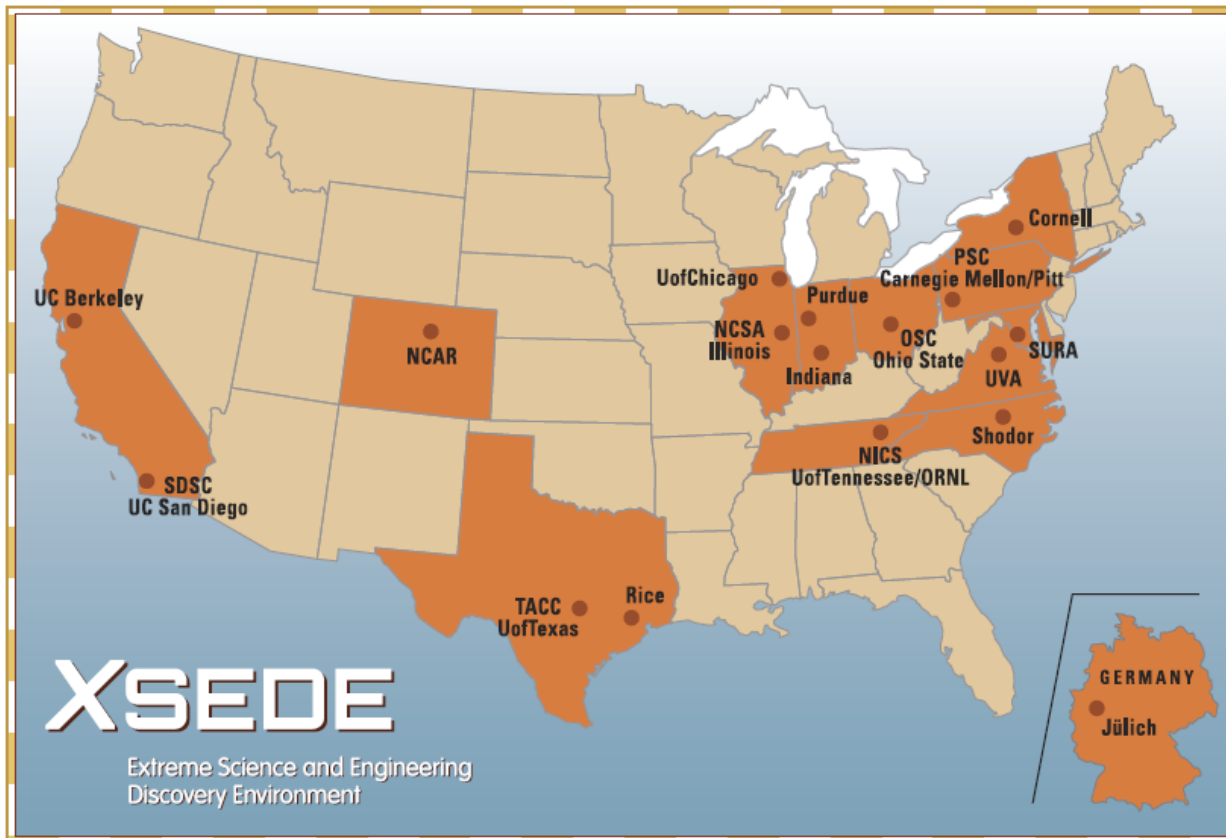 Cornell
PSC
Carnegie Mellon/Pitt
UofChicago
Purdue
UC Berkeley
NCSA
Illinois
OSC
Ohio State
SURA
NCAR
Indiana
UVA
Shodor
NICS
UofTennessee/ORNL
SDSC
UC San Diego
TACC
UofTexas
Rice
GERMANY
Jülich
XSEDE
Extreme Science and Engineering
Discovery Environment